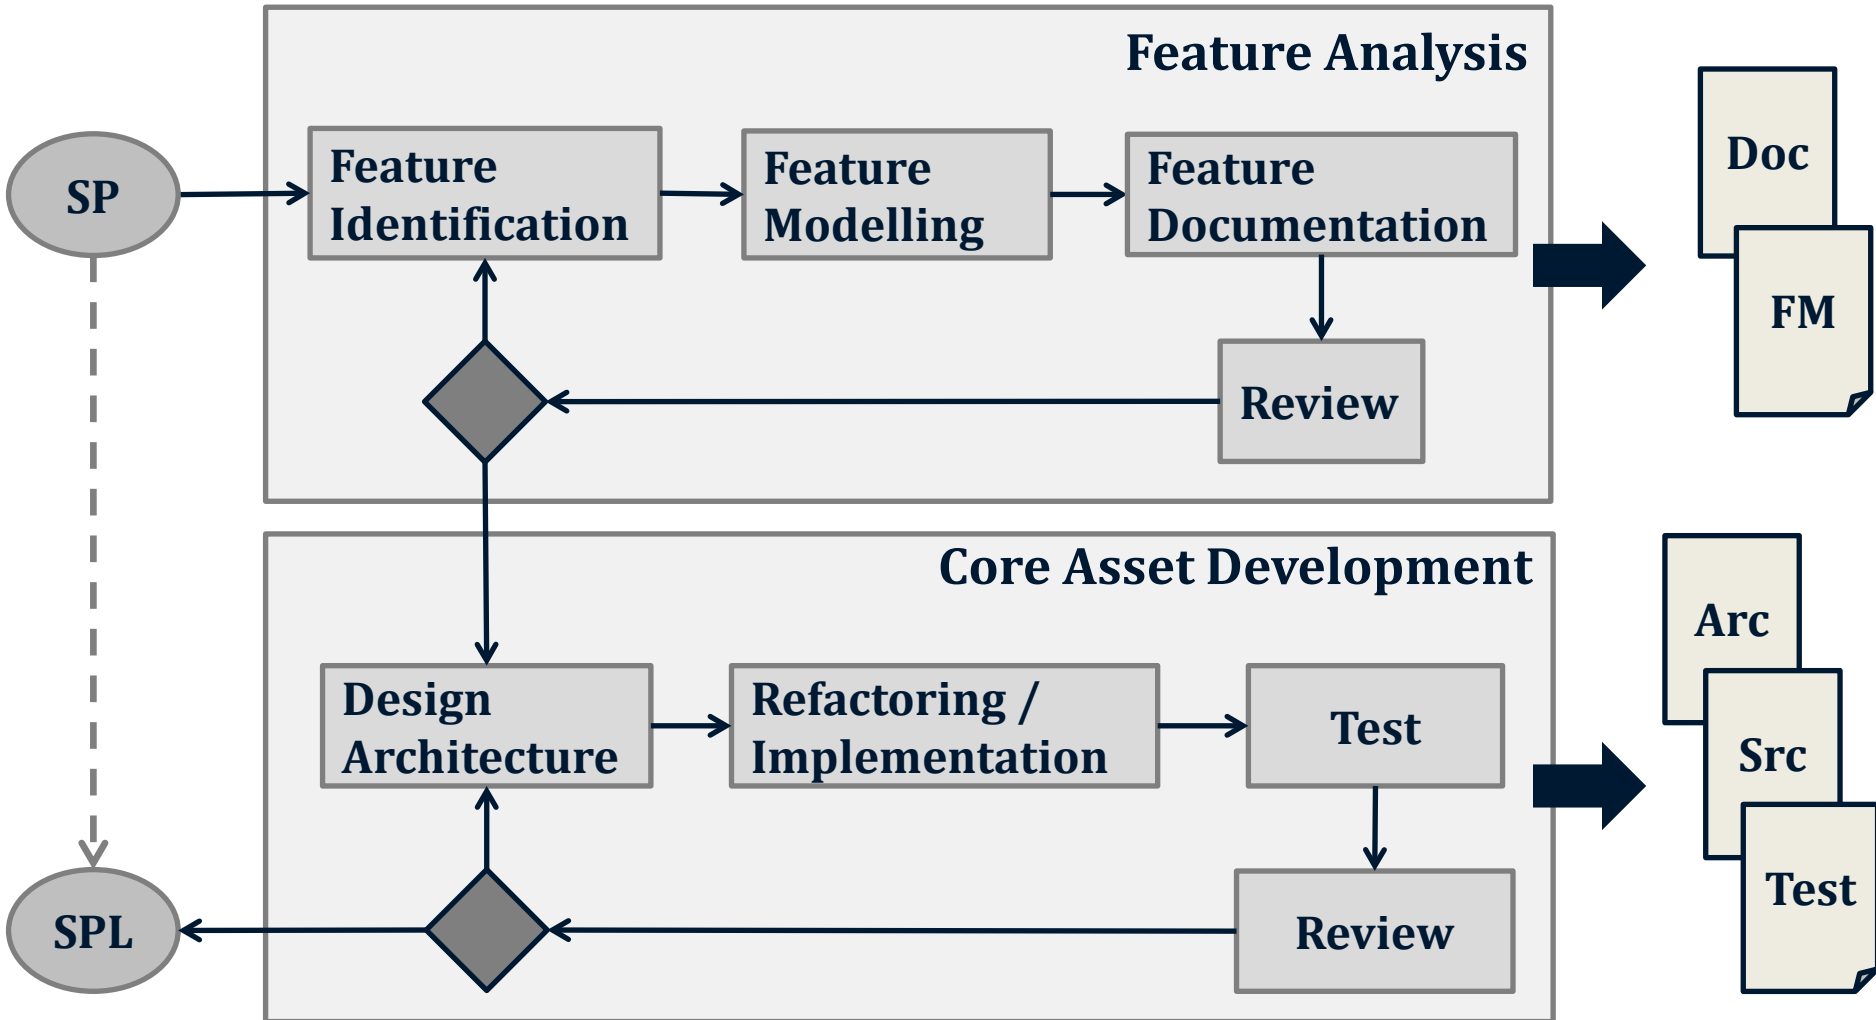 Feature Analysis
SP
Feature
Identification
Feature
Modelling
Feature
Documentation
Review
Doc
FM
Core Asset Development
Design
Architecture
Refactoring /
Implementation
Test
Review
SPL
Arc
Src
Test